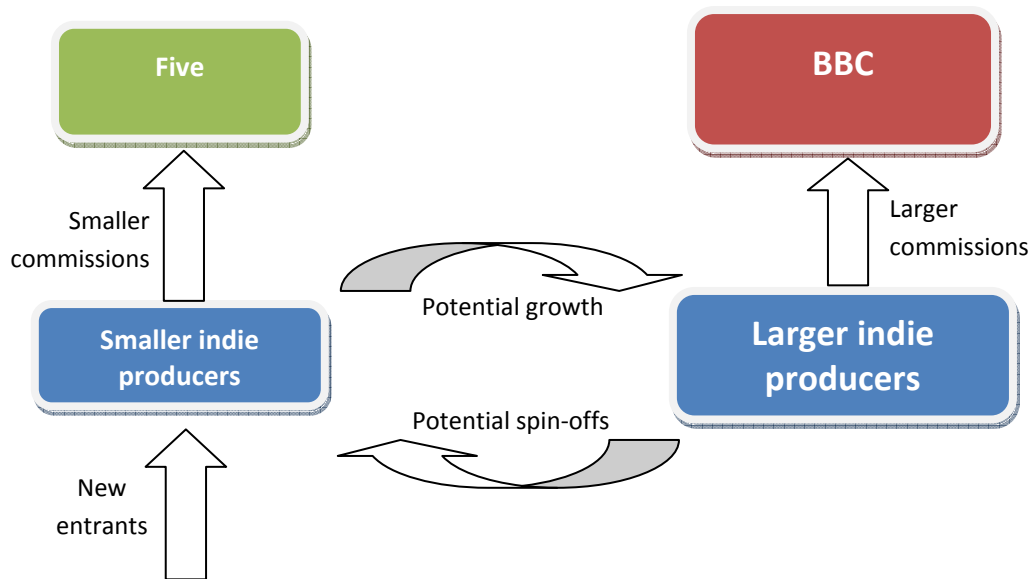 Five
BBC
Smaller
commissions
Larger
commissions
Potential growth
Smaller indie
producers
Larger indie
producers
Potential spin-offs
New
entrants